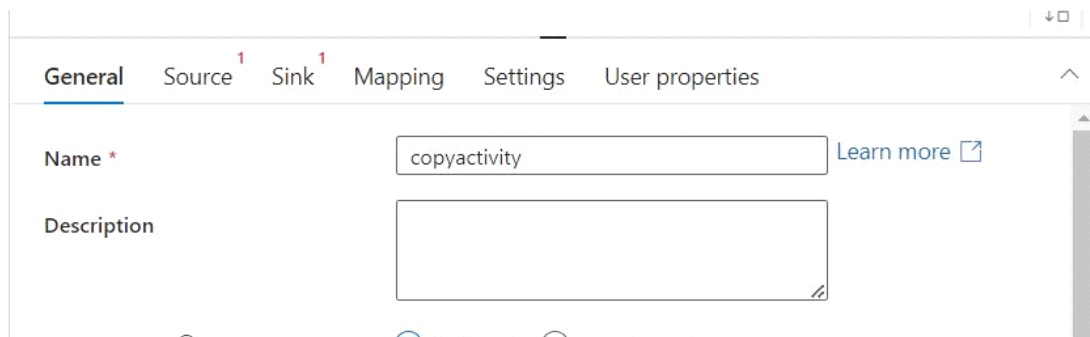 General Source 1 Sink 1 Mapping Settings User properties
Name * copyactivity Learn more
Description